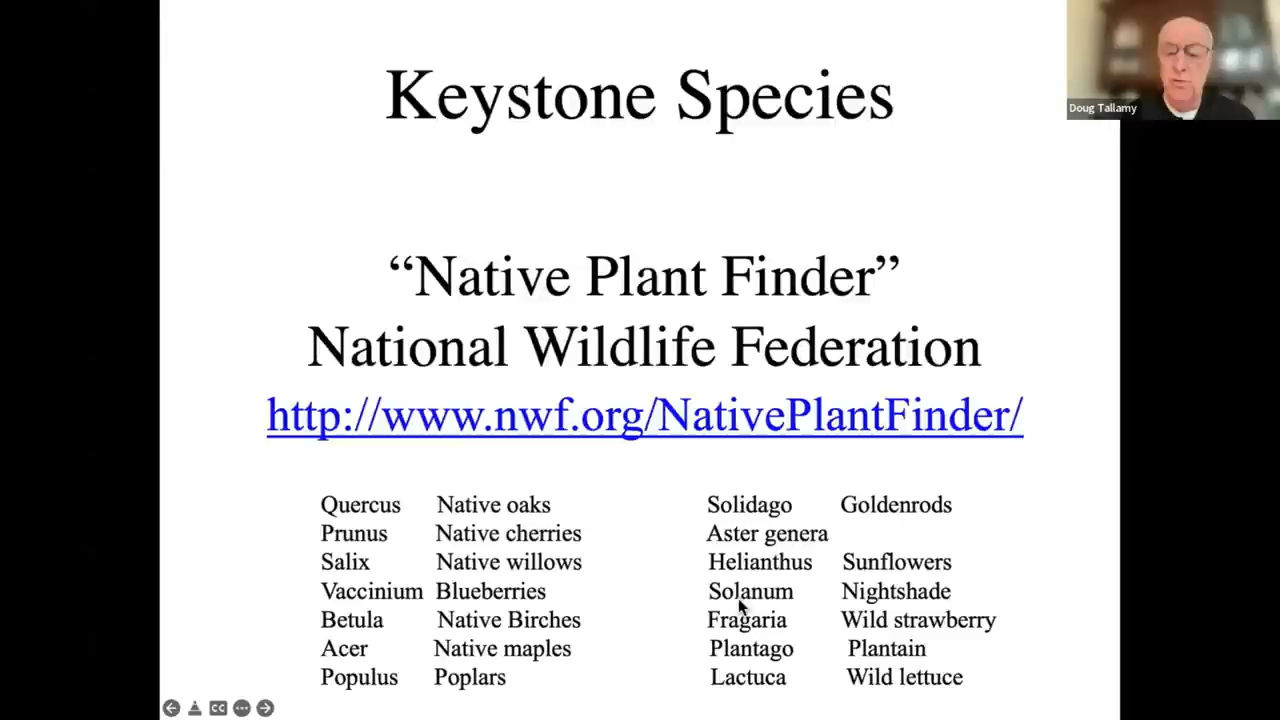 Keystone Species
Doug Tallamy
“Native Plant Finder”
National Wildlife Federation
http://www.nwf.org/NativePlantFinder/
Quercus Native oaks
Prunus Native cherries
Salix Native willows
Vaccinium Blueberries
Betula Native Birches
Acer Native maples
Populus Poplars
Solidago Goldenrods
Aster genera
Helianthus Sunflowers
Solanum Nightshade
Fragaria Wild strawberry
Plantago Plantain
Lactuca Wild lettuce
CC